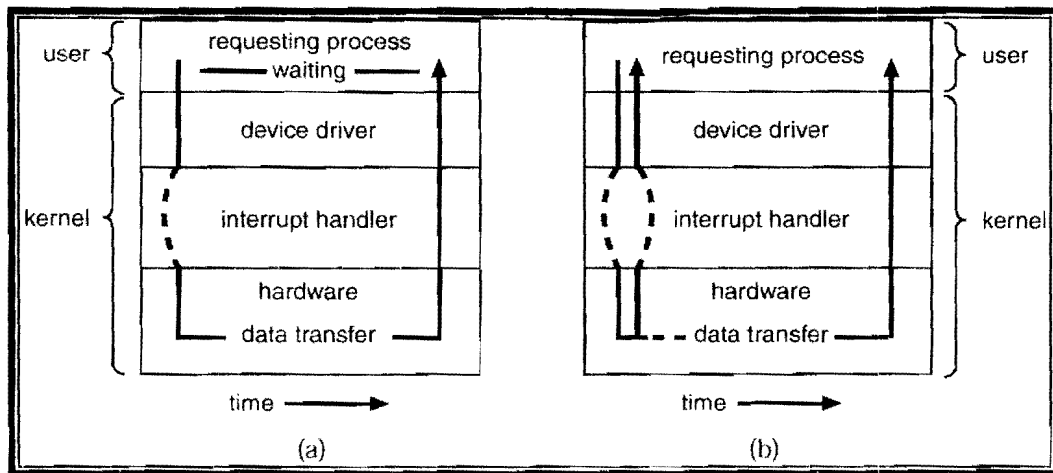 requesting process
user
waiting
device driver
kernel
interrupt handler
hardware
data transfer
time
(a)
requesting process
user
device driver
interrupt handler
kernel
hardware
data transfer
time
(b)